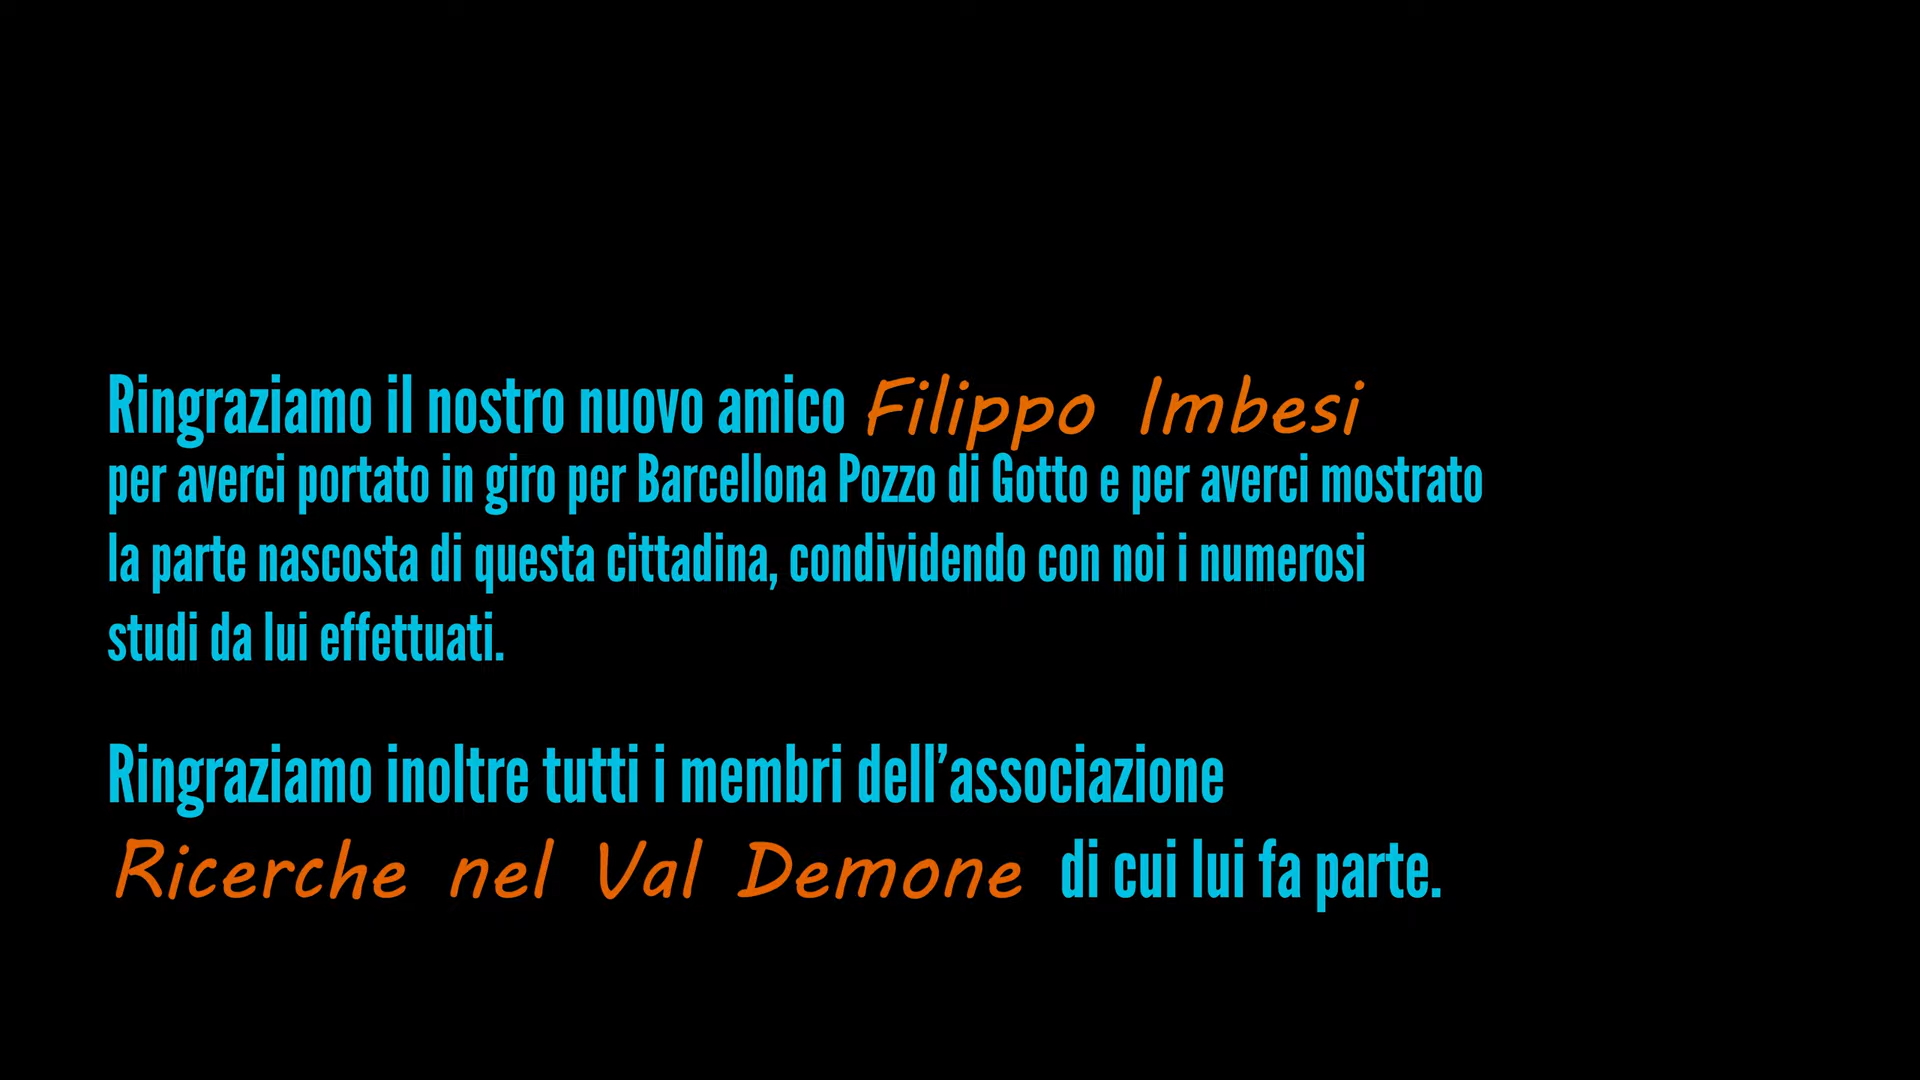 Ringraziamo il nostro nuovo amico Filippo Imbesi
per averci portato in giro per Barcellona Pozzo di Gotto e per averci mostrato
la parte nascosta di questa cittadina, condividendo con noi i numerosi
studi da lui effettuati.
Ringraziamo inoltre tutti i membri dell’associazione
Ricerche nel Val Demone di cui lui fa parte.